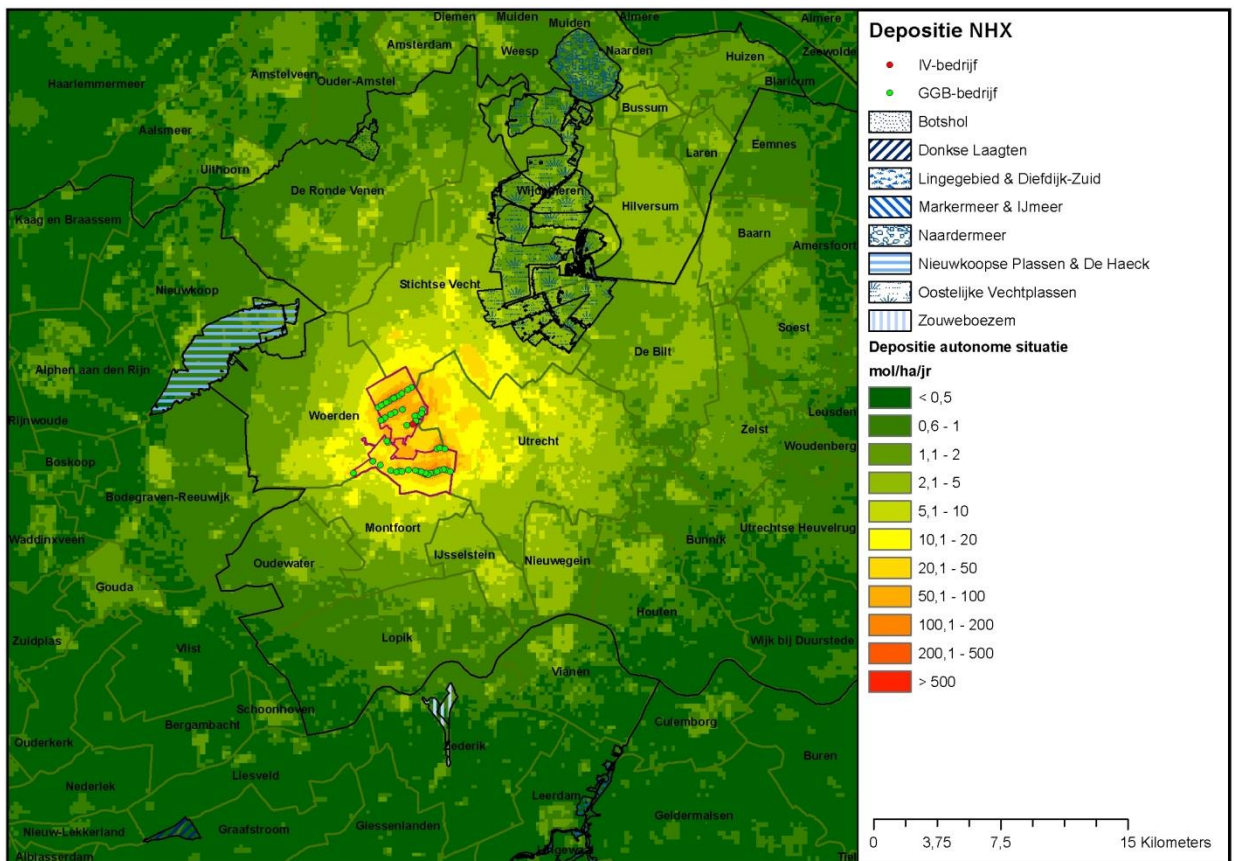 Diemen
Muiden
Muiden
Almere
Almere
Amsterdam
Weesp
Naarden
Huizen
Zeewolde
Haarlemmermeer
Amstelveen
Ouder-Amstel
Blaricum
Bussum
Aalsmeer
Uithoorn
Laren
Eemnes
De Ronde Venen
Wijdemeren
Hilversum
Kaag en Braassem
Baarn
Amersfoort
Nieuwkoop
Stichtse Vecht
Soest
De Bilt
Alphen aan den Rijn
Rijnwoude
Woerden
Leusden
Utrecht
Zeist
Woudenberg
Boskoop
Bodegraven-Reeuwijk
Montfoort
Utrechtse Heuvelrug
Waddinxveen
Oudewater
IJsselstein
Nieuwegein
Bunnik
Gouda
Houten
Zuidplas
Lopik
Wijk bij Duurstede
Vlist
Vianen
Schoonhoven
Bergambacht
Culemborg
Ouderkerk
Zederik
Buren
Liesveld
Nederlek
Leerdam
Geldermalsen
Nieuw-Lekkerland
Graafstroom
Giessenlanden
Alblasserdam
Tiel
Depositie NHX
IV-bedrijf
GGB-bedrijf
Botshol
Donkse Laagten
Lingegebied & Diefdijk-Zuid
Markermeer & IJmeer
Naardermeer
Nieuwkoopse Plassen & De Haeck
Oostelijke Vechtplassen
Zouweboezem
Depositie autonome situatie
mol/ha/jr
< 0,5
0,6 - 1
1,1 - 2
2,1 - 5
5,1 - 10
10,1 - 20
20,1 - 50
50,1 - 100
100,1 - 200
200,1 - 500
> 500
0 3,75 7,5 15 Kilometers